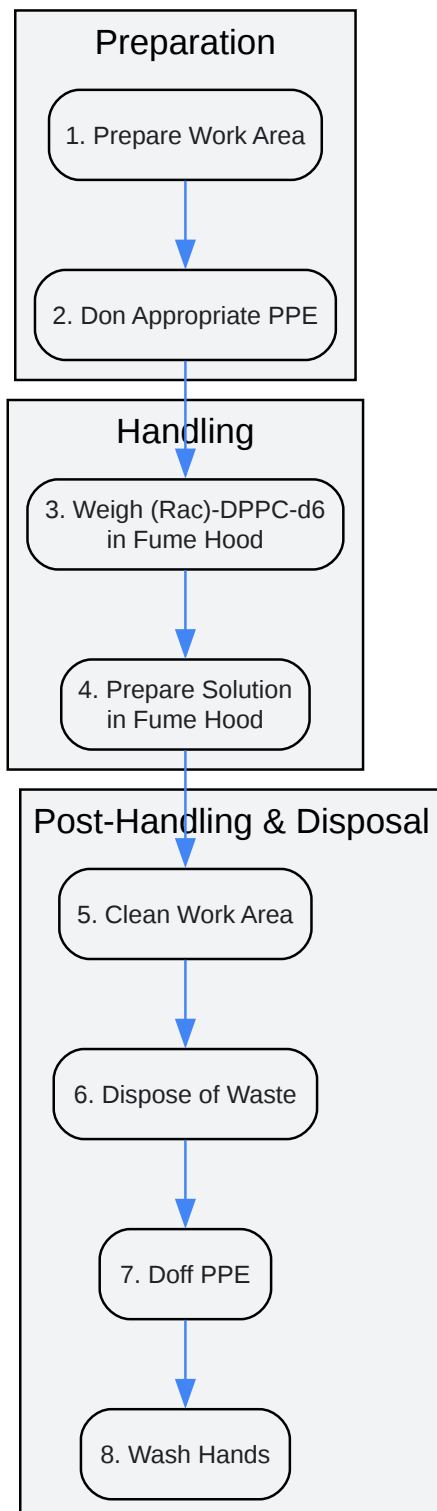 Preparation
1. Prepare Work Area
2. Don Appropriate PPE
Handling
3. Weigh (Rac)-DPPC-d6
in Fume Hood
4. Prepare Solution
in Fume Hood
Post-Handling & Disposal
5. Clean Work Area
6. Dispose of Waste
7. Doff PPE
8. Wash Hands